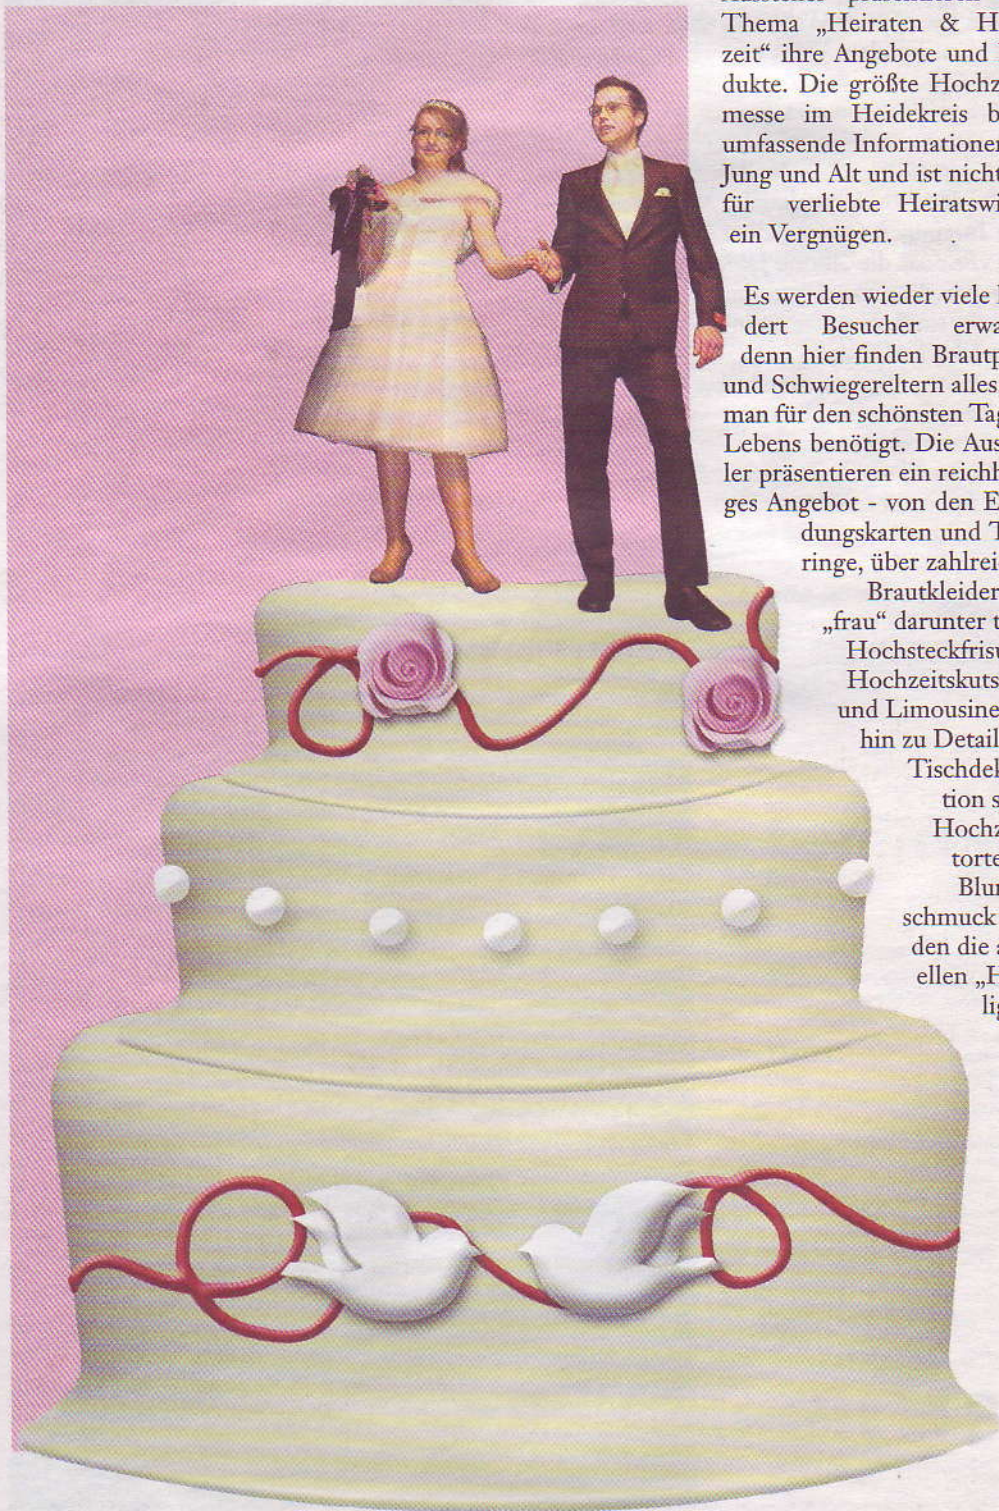 Thema „Heiraten & H
zeit“ ihre Angebote und
dukte. Die größte Hochz
messe im Heidekreis b
umfassende Informationen
Jung und Alt und ist nicht
für verliebte Heiratswi
ein Vergnügen.
Es werden wieder viele
dert Besucher erwa
denn hier finden Brautp
und Schwiegereltern alles
man für den schönsten Tag
Lebens benötigt. Die Aus
ler präsentieren ein reichh
ges Angebot - von den E
dungskarten und T
ringe, über zahlrei
Brautkleider
„frau“ darunter t
Hochsteckfrisu
Hochzeitskuts
und Limousine
hin zu Detail
Tischdek
tion s
Hochz
torte
Blu
schmuck
den die a
ellen „H
lig